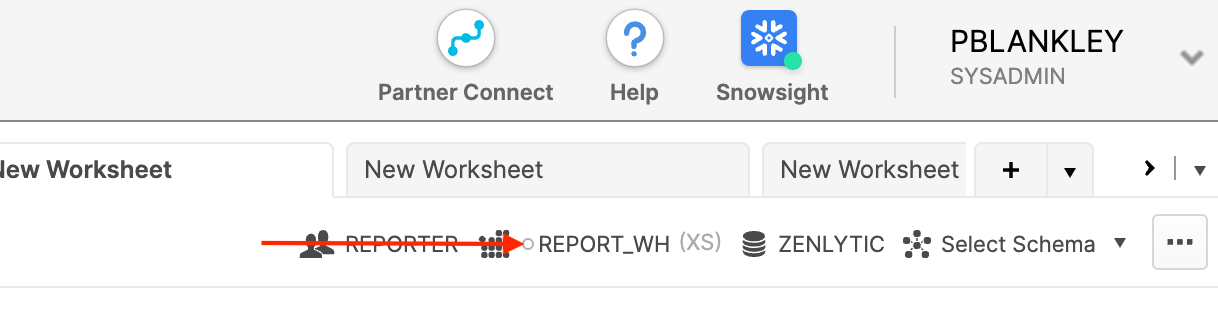 Partner Connect
Help
Snowsight
PBLANKLEY
SYSADMIN
New Worksheet
New Worksheet
New Worksheet
+
REPORTER REPORT_WH (XS) ZENLYTIC Select Schema